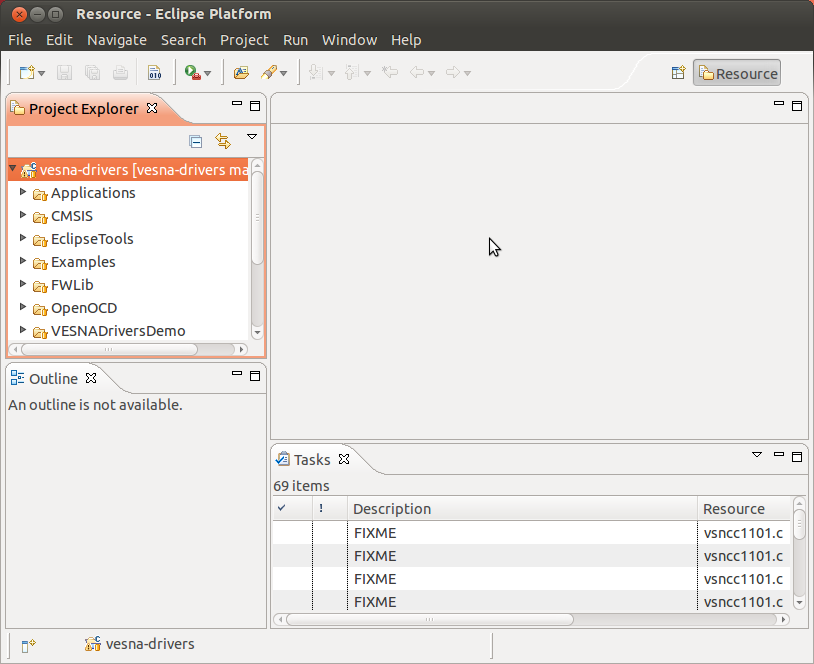 Resource - Eclipse Platform
File Edit Navigate Search Project Run Window Help
010
Resource
Project Explorer
vesna-drivers [vesna-drivers ma
Applications
CMSIS
EclipseTools
Examples
FWLib
OpenOCD
VESNADriversDemo
Outline
An outline is not available.
Tasks
69 items
! Description Resource
FIXME vsncc1101.c
FIXME vsncc1101.c
FIXME vsncc1101.c
FIXME vsncc1101.c
vesna-drivers